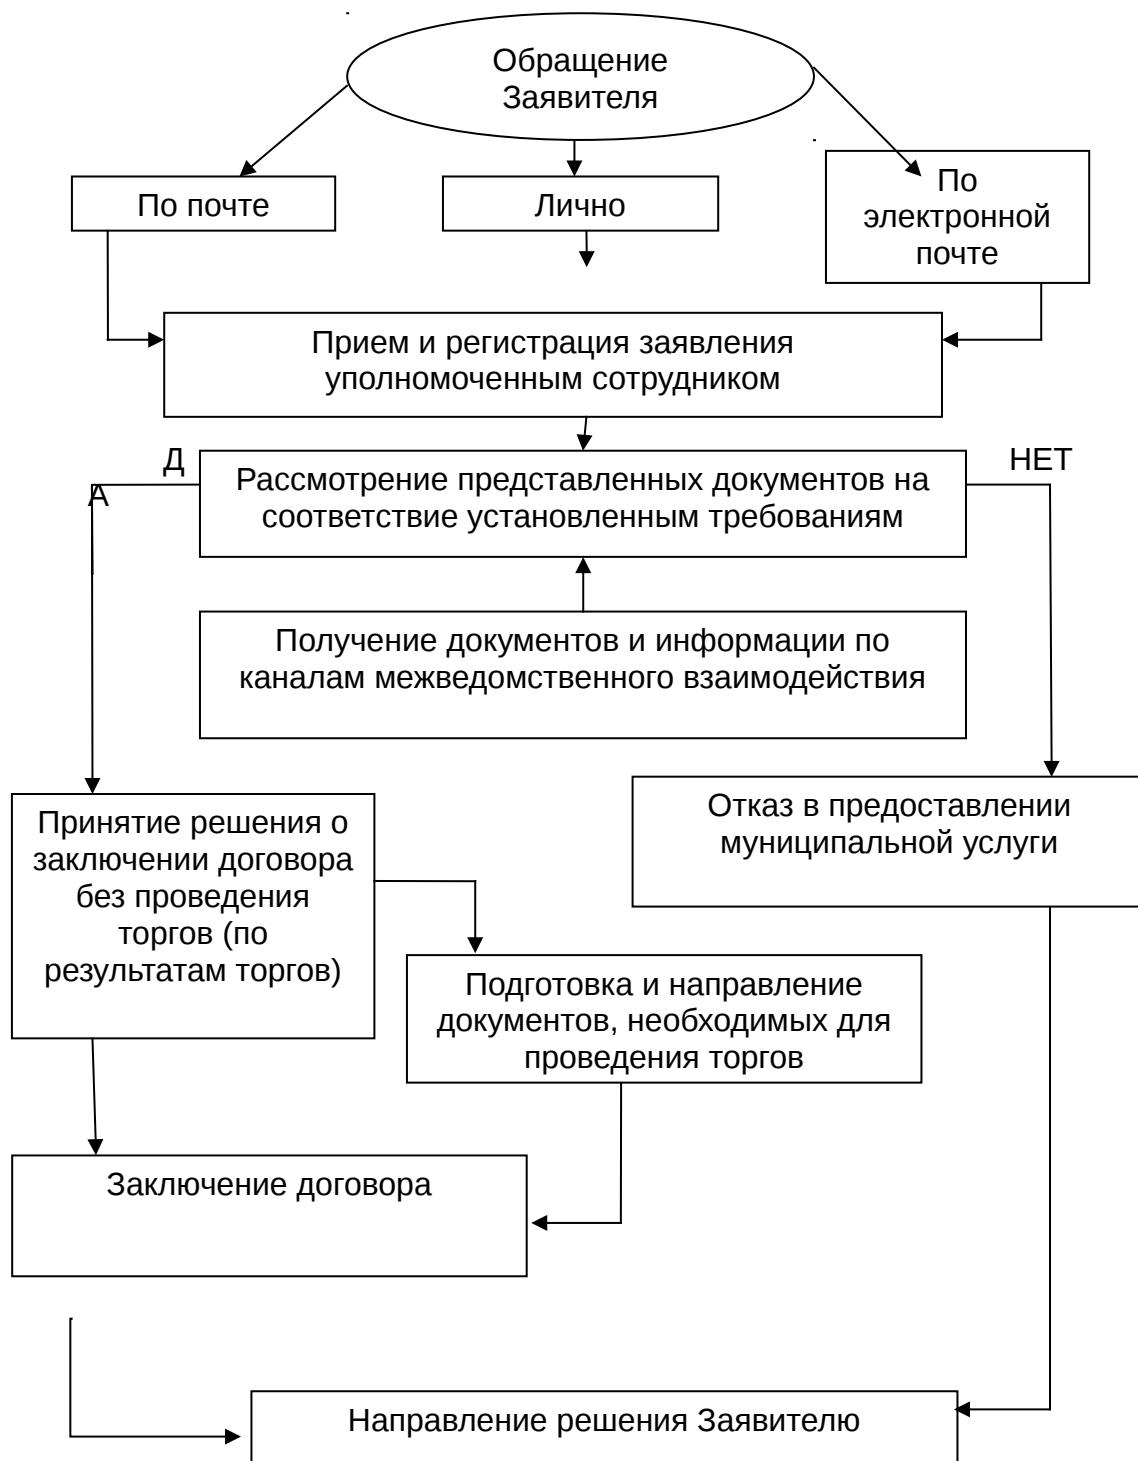 Обращение
Заявителя
По почте
Лично
По
электронной
почте
Прием и регистрация заявления
уполномоченным сотрудником
Д
А
НЕТ
Рассмотрение представленных документов на
соответствие установленным требованиям
Получение документов и информации по
каналам межведомственного взаимодействия
Принятие решения о
заключении договора
без проведения
торгов (по
результатам торгов)
Отказ в предоставлении
муниципальной услуги
Подготовка и направление
документов, необходимых для
проведения торгов
Заключение договора
Направление решения Заявителю